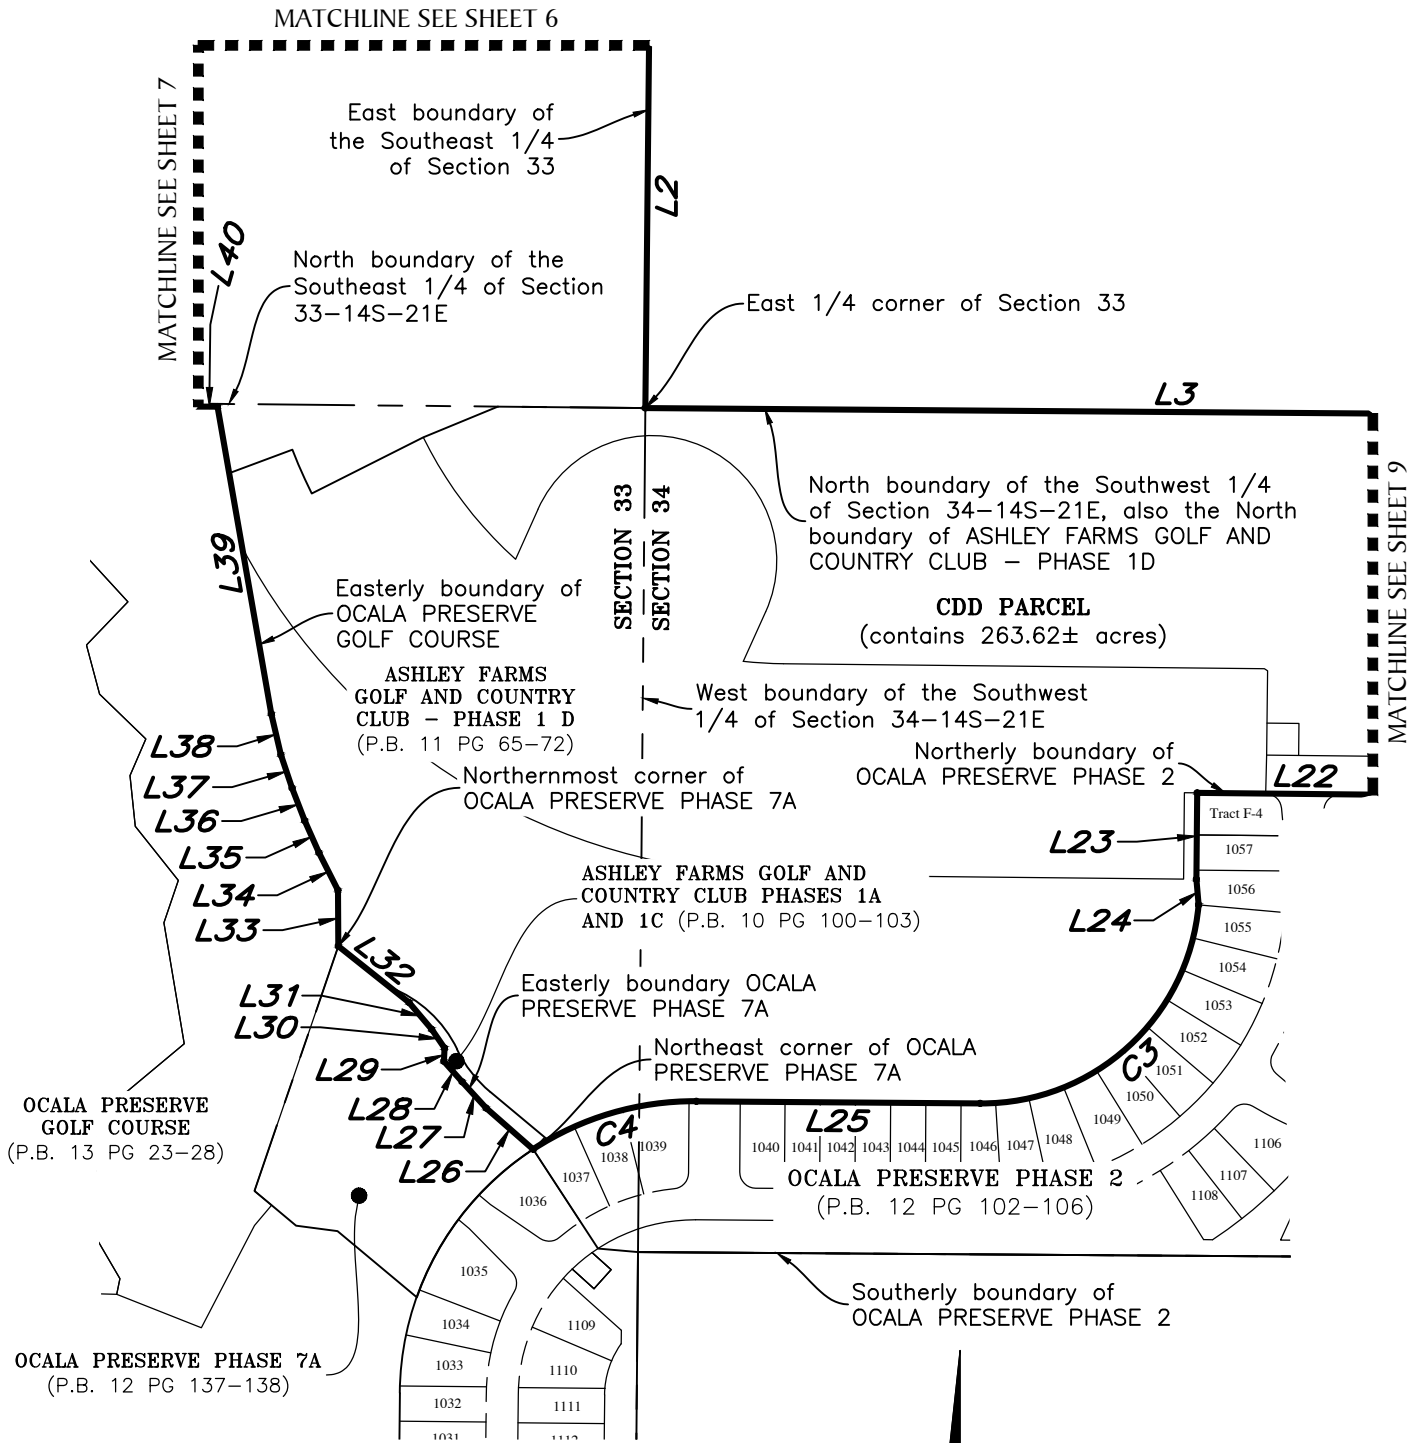 MATCHLINE SEE SHEET 6
MATCHLINE SEE SHEET 7
East boundary of
the Southeast 1/4
of Section 33
L2
L40
North boundary of the
Southeast 1/4 of Section
33-14S-21E
East 1/4 corner of Section 33
L3
MATCHLINE SEE SHEET 9
North boundary of the Southwest 1/4
of Section 34-14S-21E, also the North
boundary of ASHLEY FARMS GOLF AND
COUNTRY CLUB - PHASE 1D
SECTION 33
SECTION 34
L39
Easterly boundary of
OCALA PRESERVE
GOLF COURSE
CDD PARCEL
(contains 263.62± acres)
ASHLEY FARMS
GOLF AND COUNTRY
CLUB - PHASE 1 D
(P.B. 11 PG 65-72)
West boundary of the Southwest
1/4 of Section 34-14S-21E
Northerly boundary of
OCALA PRESERVE PHASE 2
L22
L38
L37
L36
L35
L34
L33
Northernmost corner of
OCALA PRESERVE PHASE 7A
Tract F-4
L23
1057
1056
L24
1055
1054
1053
1052
1051
1050
1049
C3
ASHLEY FARMS GOLF AND
COUNTRY CLUB PHASES 1A
AND 1C (P.B. 10 PG 100-103)
L32
L31
L30
L29
L28
L27
L26
Easterly boundary OCALA
PRESERVE PHASE 7A
Northeast corner of OCALA
PRESERVE PHASE 7A
OCALA PRESERVE
GOLF COURSE
(P.B. 13 PG 23-28)
C4
L25
1036
1037
1038
1039
1040
1041
1042
1043
1044
1045
1046
1047
1048
1106
1107
1108
OCALA PRESERVE PHASE 2
(P.B. 12 PG 102-106)
Southerly boundary of
OCALA PRESERVE PHASE 2
1035
1034
1033
1032
1031
1109
1110
1111
1112
OCALA PRESERVE PHASE 7A
(P.B. 12 PG 137-138)